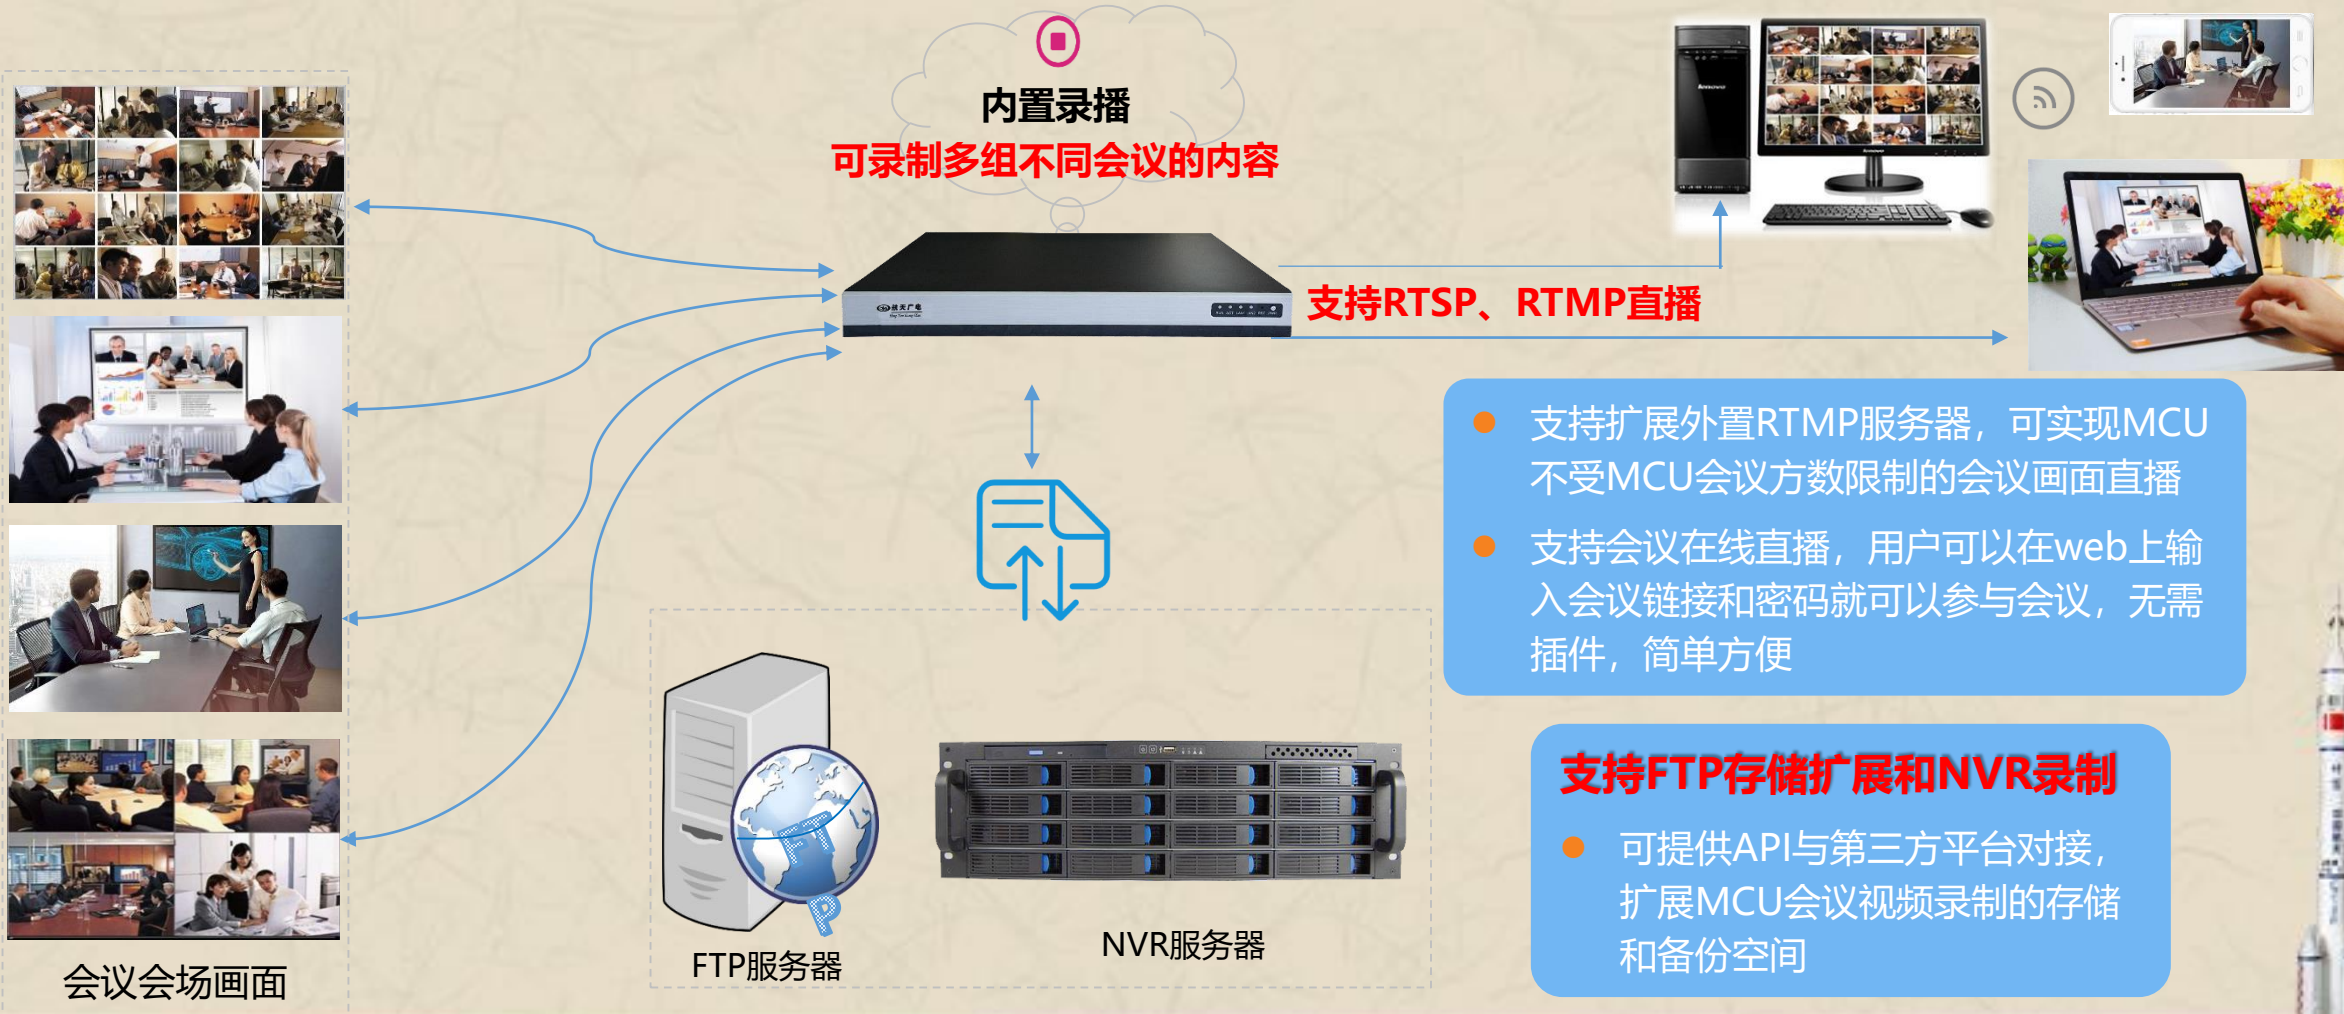 内置录播
可录制多组不同会议的内容
航天广电
支持RTSP、RTMP直播
支持扩展外置RTMP服务器，可实现MCU
不受MCU会议方数限制的会议画面直播
支持会议在线直播，用户可以在web上输
入会议链接和密码就可以参与会议，无需
插件，简单方便
支持FTP存储扩展和NVR录制
可提供API与第三方平台对接，
扩展MCU会议视频录制的存储
和备份空间
FTP
FTP服务器
NVR服务器
会议会场画面